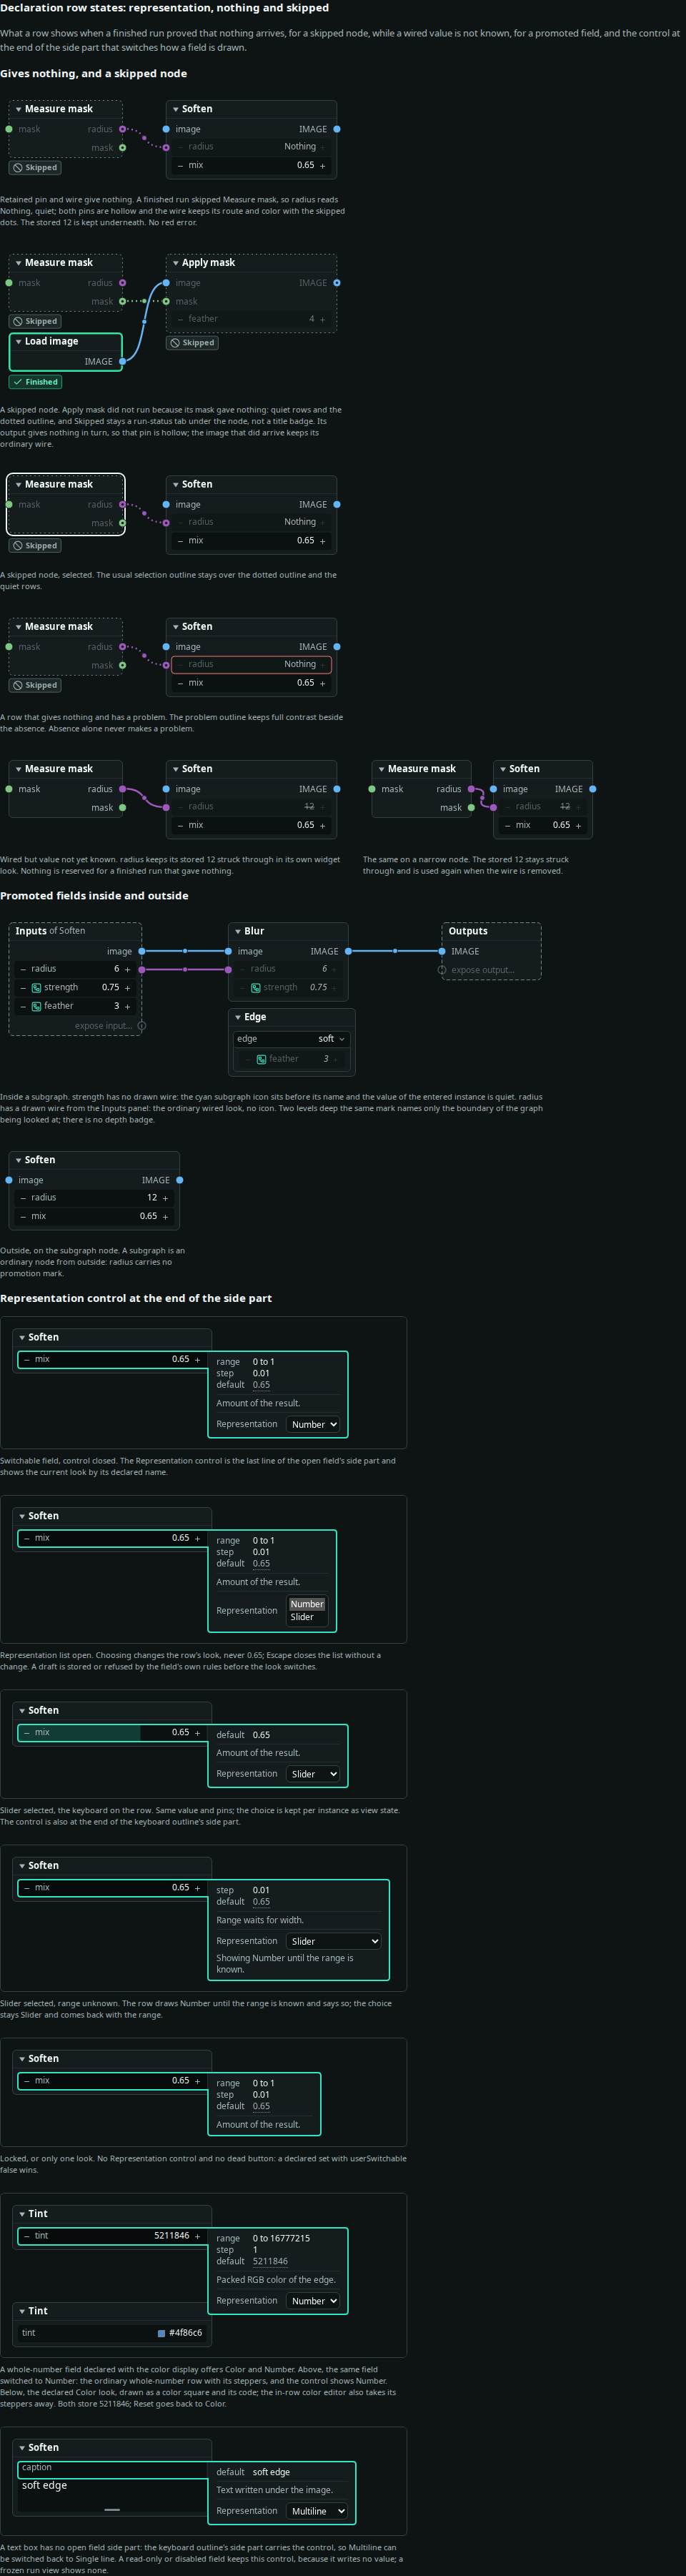 Declaration row states: representation, nothing and skipped
What a row shows when a finished run proved that nothing arrives, for a skipped node, while a wired value is not known, for a promoted field, and the control at
the end of the side part that switches how a field is drawn.
Gives nothing, and a skipped node
Measure mask
Soften
mask radius
image IMAGE
mask
– radius Nothing +
Skipped
– mix 0.65 +
Retained pin and wire give nothing. A finished run skipped Measure mask, so radius reads
Nothing, quiet; both pins are hollow and the wire keeps its route and color with the skipped
dots. The stored 12 is kept underneath. No red error.
Measure mask
Apply mask
mask radius
image IMAGE
mask
mask
Skipped
– feather 4 +
Load image
Skipped
IMAGE
Finished
A skipped node. Apply mask did not run because its mask gave nothing: quiet rows and the
dotted outline, and Skipped stays a run-status tab under the node, not a title badge. Its
output gives nothing in turn, so that pin is hollow; the image that did arrive keeps its
ordinary wire.
Measure mask
Soften
mask radius
image IMAGE
mask
– radius Nothing +
Skipped
– mix 0.65 +
A skipped node, selected. The usual selection outline stays over the dotted outline and the
quiet rows.
Measure mask
Soften
mask radius
image IMAGE
mask
– radius Nothing +
Skipped
– mix 0.65 +
A row that gives nothing and has a problem. The problem outline keeps full contrast beside
the absence. Absence alone never makes a problem.
Measure mask
Soften
Measure mask
Soften
mask radius
image IMAGE
mask radius
image IMAGE
mask
– radius 12 +
mask
– radius 12 +
– mix 0.65 +
– mix 0.65 +
Wired but value not yet known. radius keeps its stored 12 struck through in its own widget
look. Nothing is reserved for a finished run that gave nothing.
The same on a narrow node. The stored 12 stays struck
through and is used again when the wire is removed.
Promoted fields inside and outside
Inputs of Soften
Blur
Outputs
image
image IMAGE
IMAGE
– radius 6 +
– radius 6 +
expose output...
– strength 0.75 +
– strength 0.75 +
– feather 3 +
expose input...
Edge
edge soft
– feather 3 +
Inside a subgraph. strength has no drawn wire: the cyan subgraph icon sits before its name and the value of the entered instance is quiet. radius
has a drawn wire from the Inputs panel: the ordinary wired look, no icon. Two levels deep the same mark names only the boundary of the graph
being looked at; there is no depth badge.
Soften
image IMAGE
– radius 12 +
– mix 0.65 +
Outside, on the subgraph node. A subgraph is an
ordinary node from outside: radius carries no
promotion mark.
Representation control at the end of the side part
Soften
– mix 0.65 +
range 0 to 1
step 0.01
default 0.65
Amount of the result.
Representation Number
Switchable field, control closed. The Representation control is the last line of the open field's side part and
shows the current look by its declared name.
Soften
– mix 0.65 +
range 0 to 1
step 0.01
default 0.65
Amount of the result.
Representation
Number
Slider
Representation list open. Choosing changes the row's look, never 0.65; Escape closes the list without a
change. A draft is stored or refused by the field's own rules before the look switches.
Soften
– mix 0.65 +
default 0.65
Amount of the result.
Representation Slider
Slider selected, the keyboard on the row. Same value and pins; the choice is kept per instance as view state.
The control is also at the end of the keyboard outline's side part.
Soften
– mix 0.65 +
step 0.01
default 0.65
Range waits for width.
Representation Slider
Showing Number until the range is
known.
Slider selected, range unknown. The row draws Number until the range is known and says so; the choice
stays Slider and comes back with the range.
Soften
– mix 0.65 +
range 0 to 1
step 0.01
default 0.65
Amount of the result.
Locked, or only one look. No Representation control and no dead button: a declared set with userSwitchable
false wins.
Tint
– tint 5211846 +
range 0 to 16777215
step 1
default 5211846
Packed RGB color of the edge.
Representation Number
Tint
tint #4f86c6
A whole-number field declared with the color display offers Color and Number. Above, the same field
switched to Number: the ordinary whole-number row with its steppers, and the control shows Number.
Below, the declared Color look, drawn as a color square and its code; the in-row color editor also takes its
steppers away. Both store 5211846; Reset goes back to Color.
Soften
caption
soft edge
default soft edge
Text written under the image.
Representation Multiline
A text box has no open field side part: the keyboard outline's side part carries the control, so Multiline can
be switched back to Single line. A read-only or disabled field keeps this control, because it writes no value; a
frozen run view shows none.